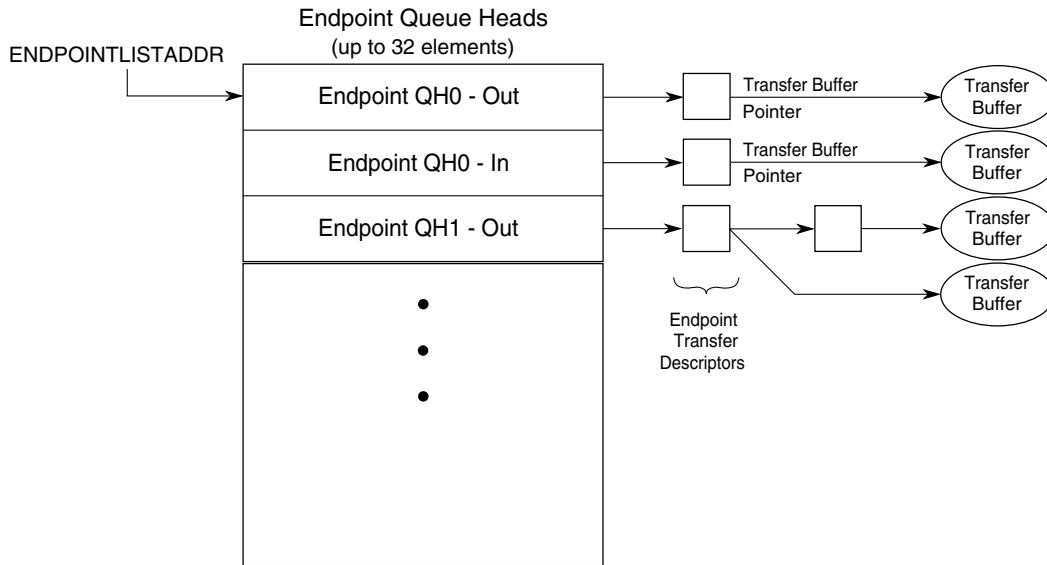 Endpoint Queue Heads
(up to 32 elements)
ENDPOINTLISTADDR
Endpoint QH0 - Out
Transfer Buffer
Pointer
Transfer
Buffer
Endpoint QH0 - In
Transfer Buffer
Pointer
Transfer
Buffer
Endpoint QH1 - Out
Transfer
Buffer
Transfer
Buffer
Endpoint
Transfer
Descriptors